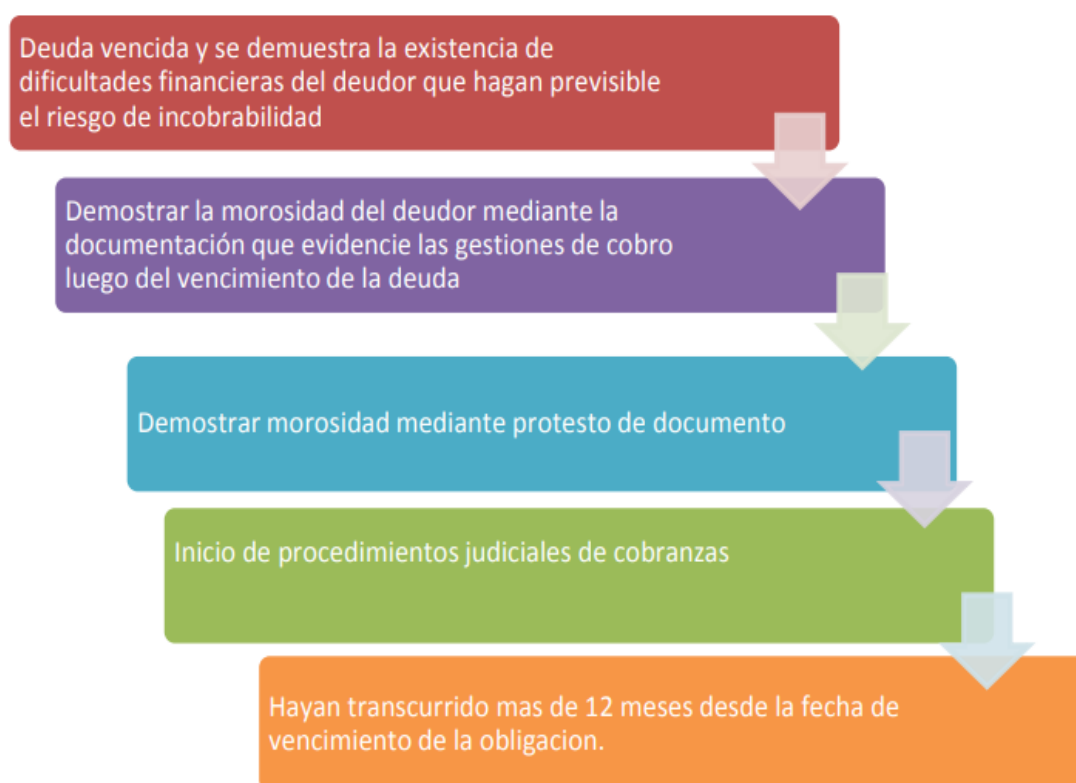 Deuda vencida y se demuestra la existencia de
dificultades financieras del deudor que hagan previsible
el riesgo de incobrabilidad
Demostrar la morosidad del deudor mediante la
documentación que evidencie las gestiones de cobro
luego del vencimiento de la deuda
Demostrar morosidad mediante protesto de documento
Inicio de procedimientos judiciales de cobranzas
Hayan transcurrido mas de 12 meses desde la fecha de
vencimiento de la obligacion.